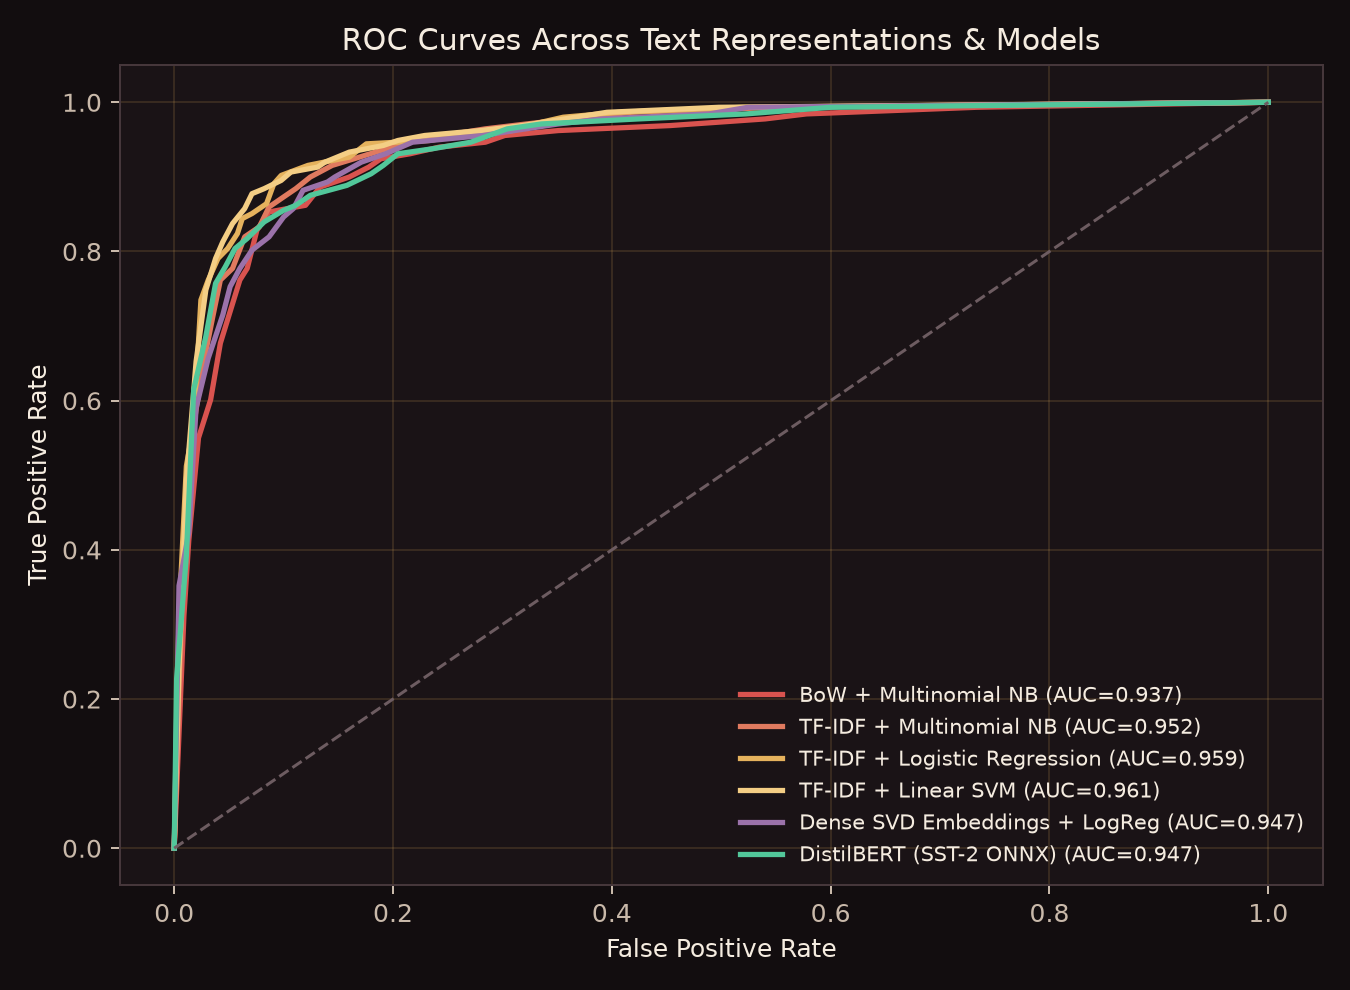 ROC Curves Across Text Representations & Models
True Positive Rate
1.0
0.8
0.6
0.4
0.2
0.0
BoW + Multinomial NB (AUC=0.937)
TF-IDF + Multinomial NB (AUC=0.952)
TF-IDF + Logistic Regression (AUC=0.959)
TF-IDF + Linear SVM (AUC=0.961)
Dense SVD Embeddings + LogReg (AUC=0.947)
DistilBERT (SST-2 ONNX) (AUC=0.947)
0.0 0.2 0.4 0.6 0.8 1.0
False Positive Rate